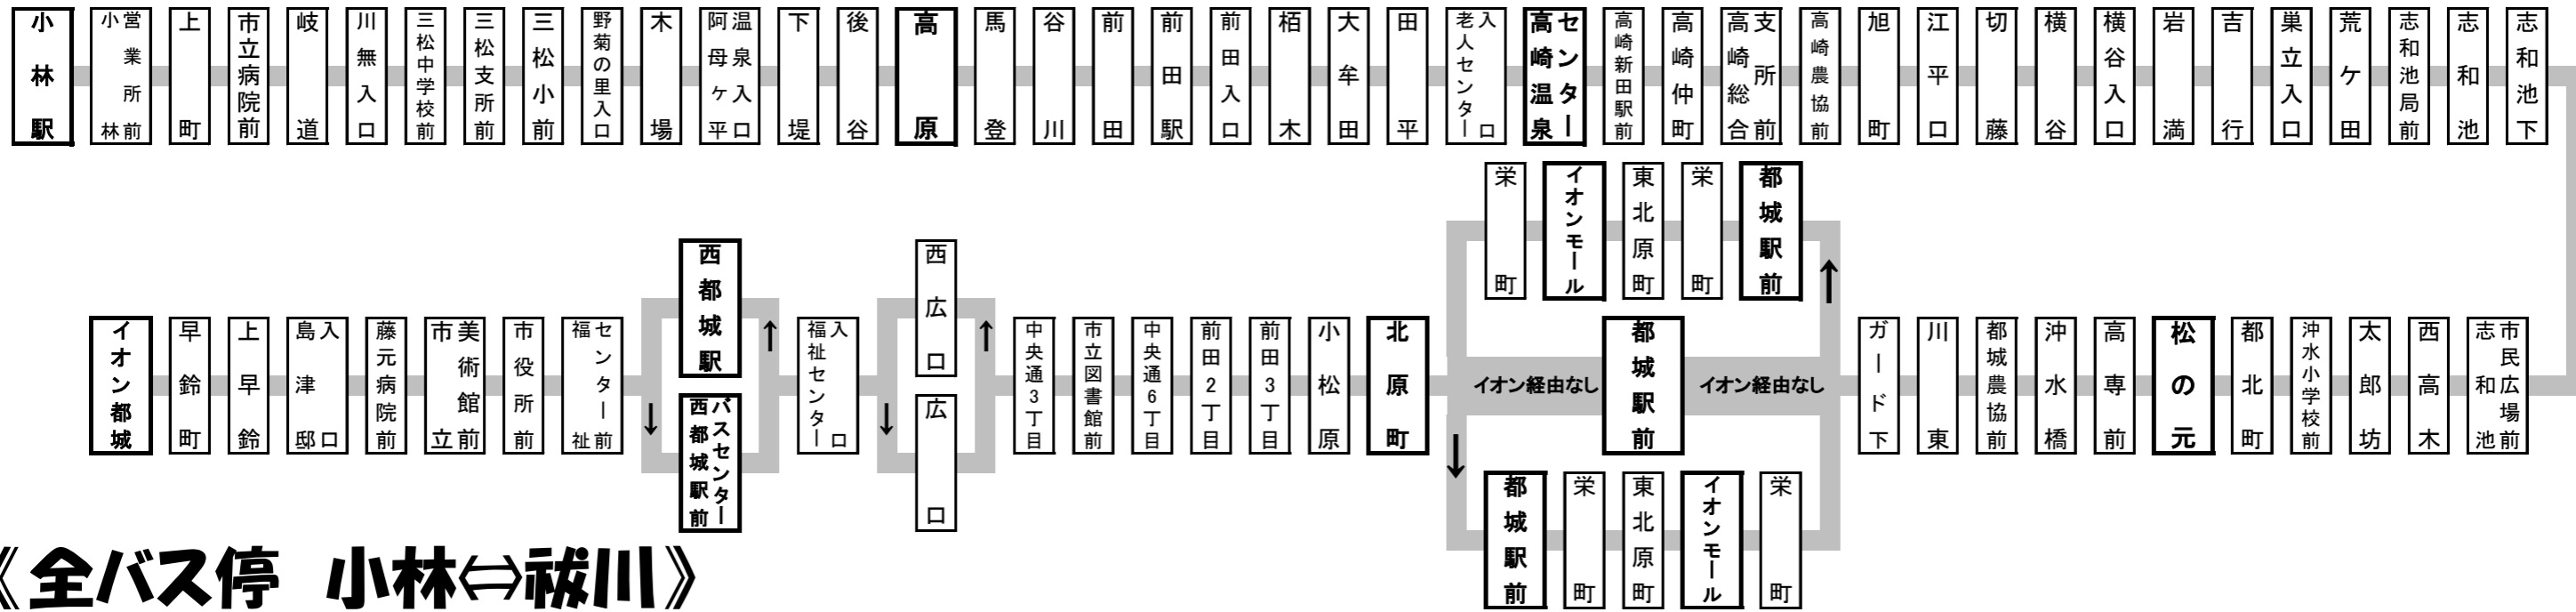 小林駅
小林営業所前
上町
市立病院前
岐道
川無入口
三松中学校前
三松支所前
三松小前
野菊の里入口
木場
阿母ヶ平温泉入口
下堤
後谷
高原
馬登
谷川
前田
前田駅
前田入口
栢木
大牟田
田平
老人センター入口
高崎温泉センター
高崎新田駅前
高崎仲町
高崎総合支所前
高崎農協前
旭町
江平口
切藤
横谷
横谷入口
岩満
吉行
巣立入口
荒ケ田
志和池局前
志和池
志和池下
栄町
イオンモール
東北原町
栄町
都城駅前
↑
イオン都城
早鈴町
上早鈴
島津邸入口
藤元病院前
市立美術館前
市役所前
福祉センター前
西都城駅
↑
↓
西都城駅前バスセンター
福祉センター入口
西広口
↑
↓
広口
中央通3丁目
市立図書館前
中央通6丁目
前田2丁目
前田3丁目
小松原
北原町
イオン経由なし
都城駅前
イオン経由なし
ガード下
川東
都城農協前
沖水橋
高専前
松の元
都北町
沖水小学校前
太郎坊
西高木
志和池市民広場前
↓
都城駅前
栄町
東北原町
イオンモール
栄町
《全バス停 小林⇔祓川》